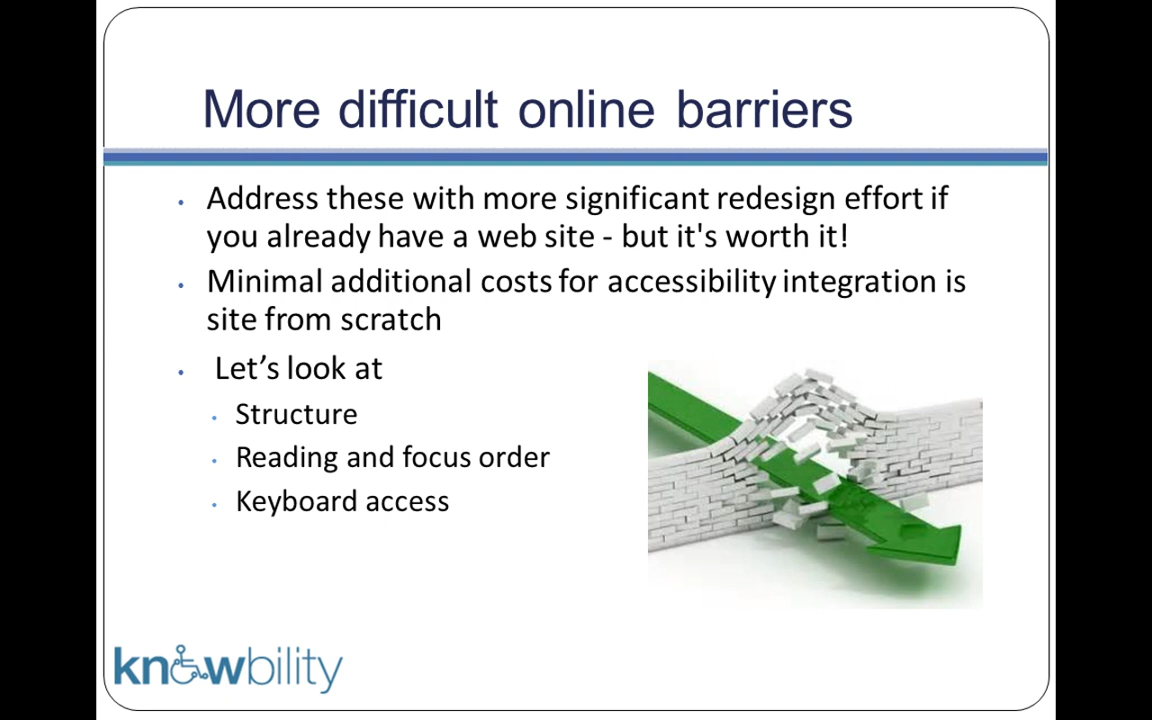 More difficult online barriers
• Address these with more significant redesign effort if
you already have a web site - but it's worth it!
• Minimal additional costs for accessibility integration is
site from scratch
• Let’s look at
• Structure
• Reading and focus order
• Keyboard access
knowbility